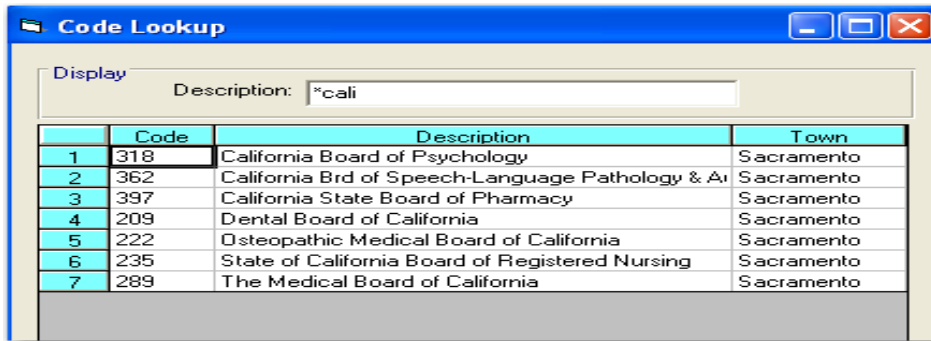 Code Lookup
Display
Description: *cali
Code Description Town
1 318 California Board of Psychology Sacramento
2 362 California Brd of Speech-Language Pathology & Sacramento
3 397 California State Board of Pharmacy Sacramento
4 209 Dental Board of California Sacramento
5 222 Osteopathic Medical Board of California Sacramento
6 235 State of California Board of Registered Nursing Sacramento
7 289 The Medical Board of California Sacramento